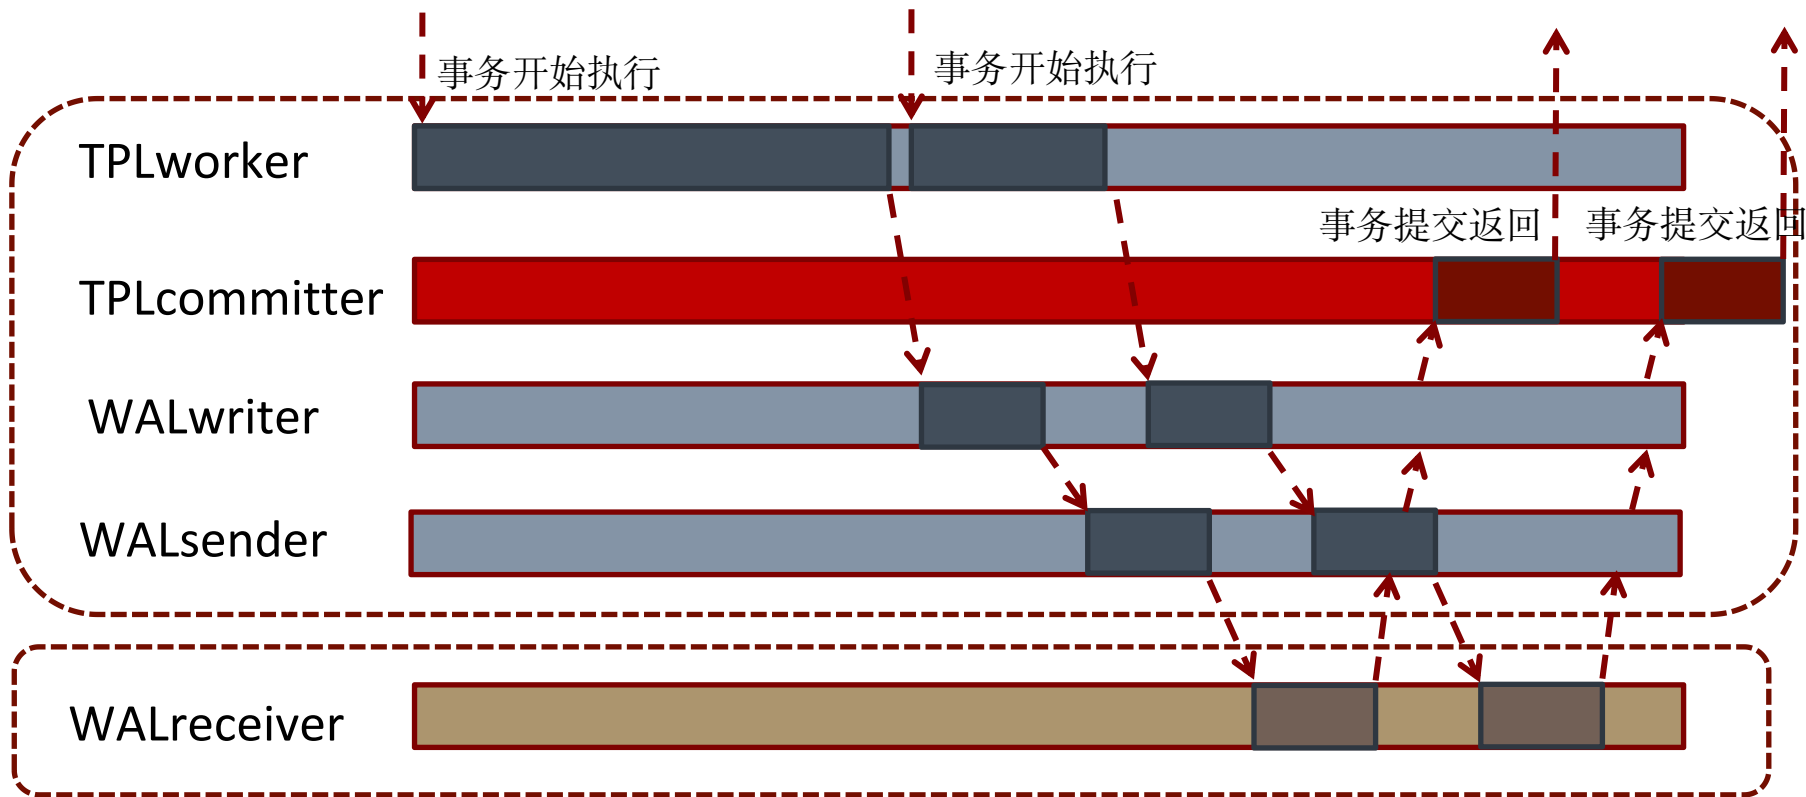 事务开始执行
事务开始执行
TPLworker
事务提交返回
事务提交返回
TPLcommitter
WALwriter
WALsender
WALreceiver